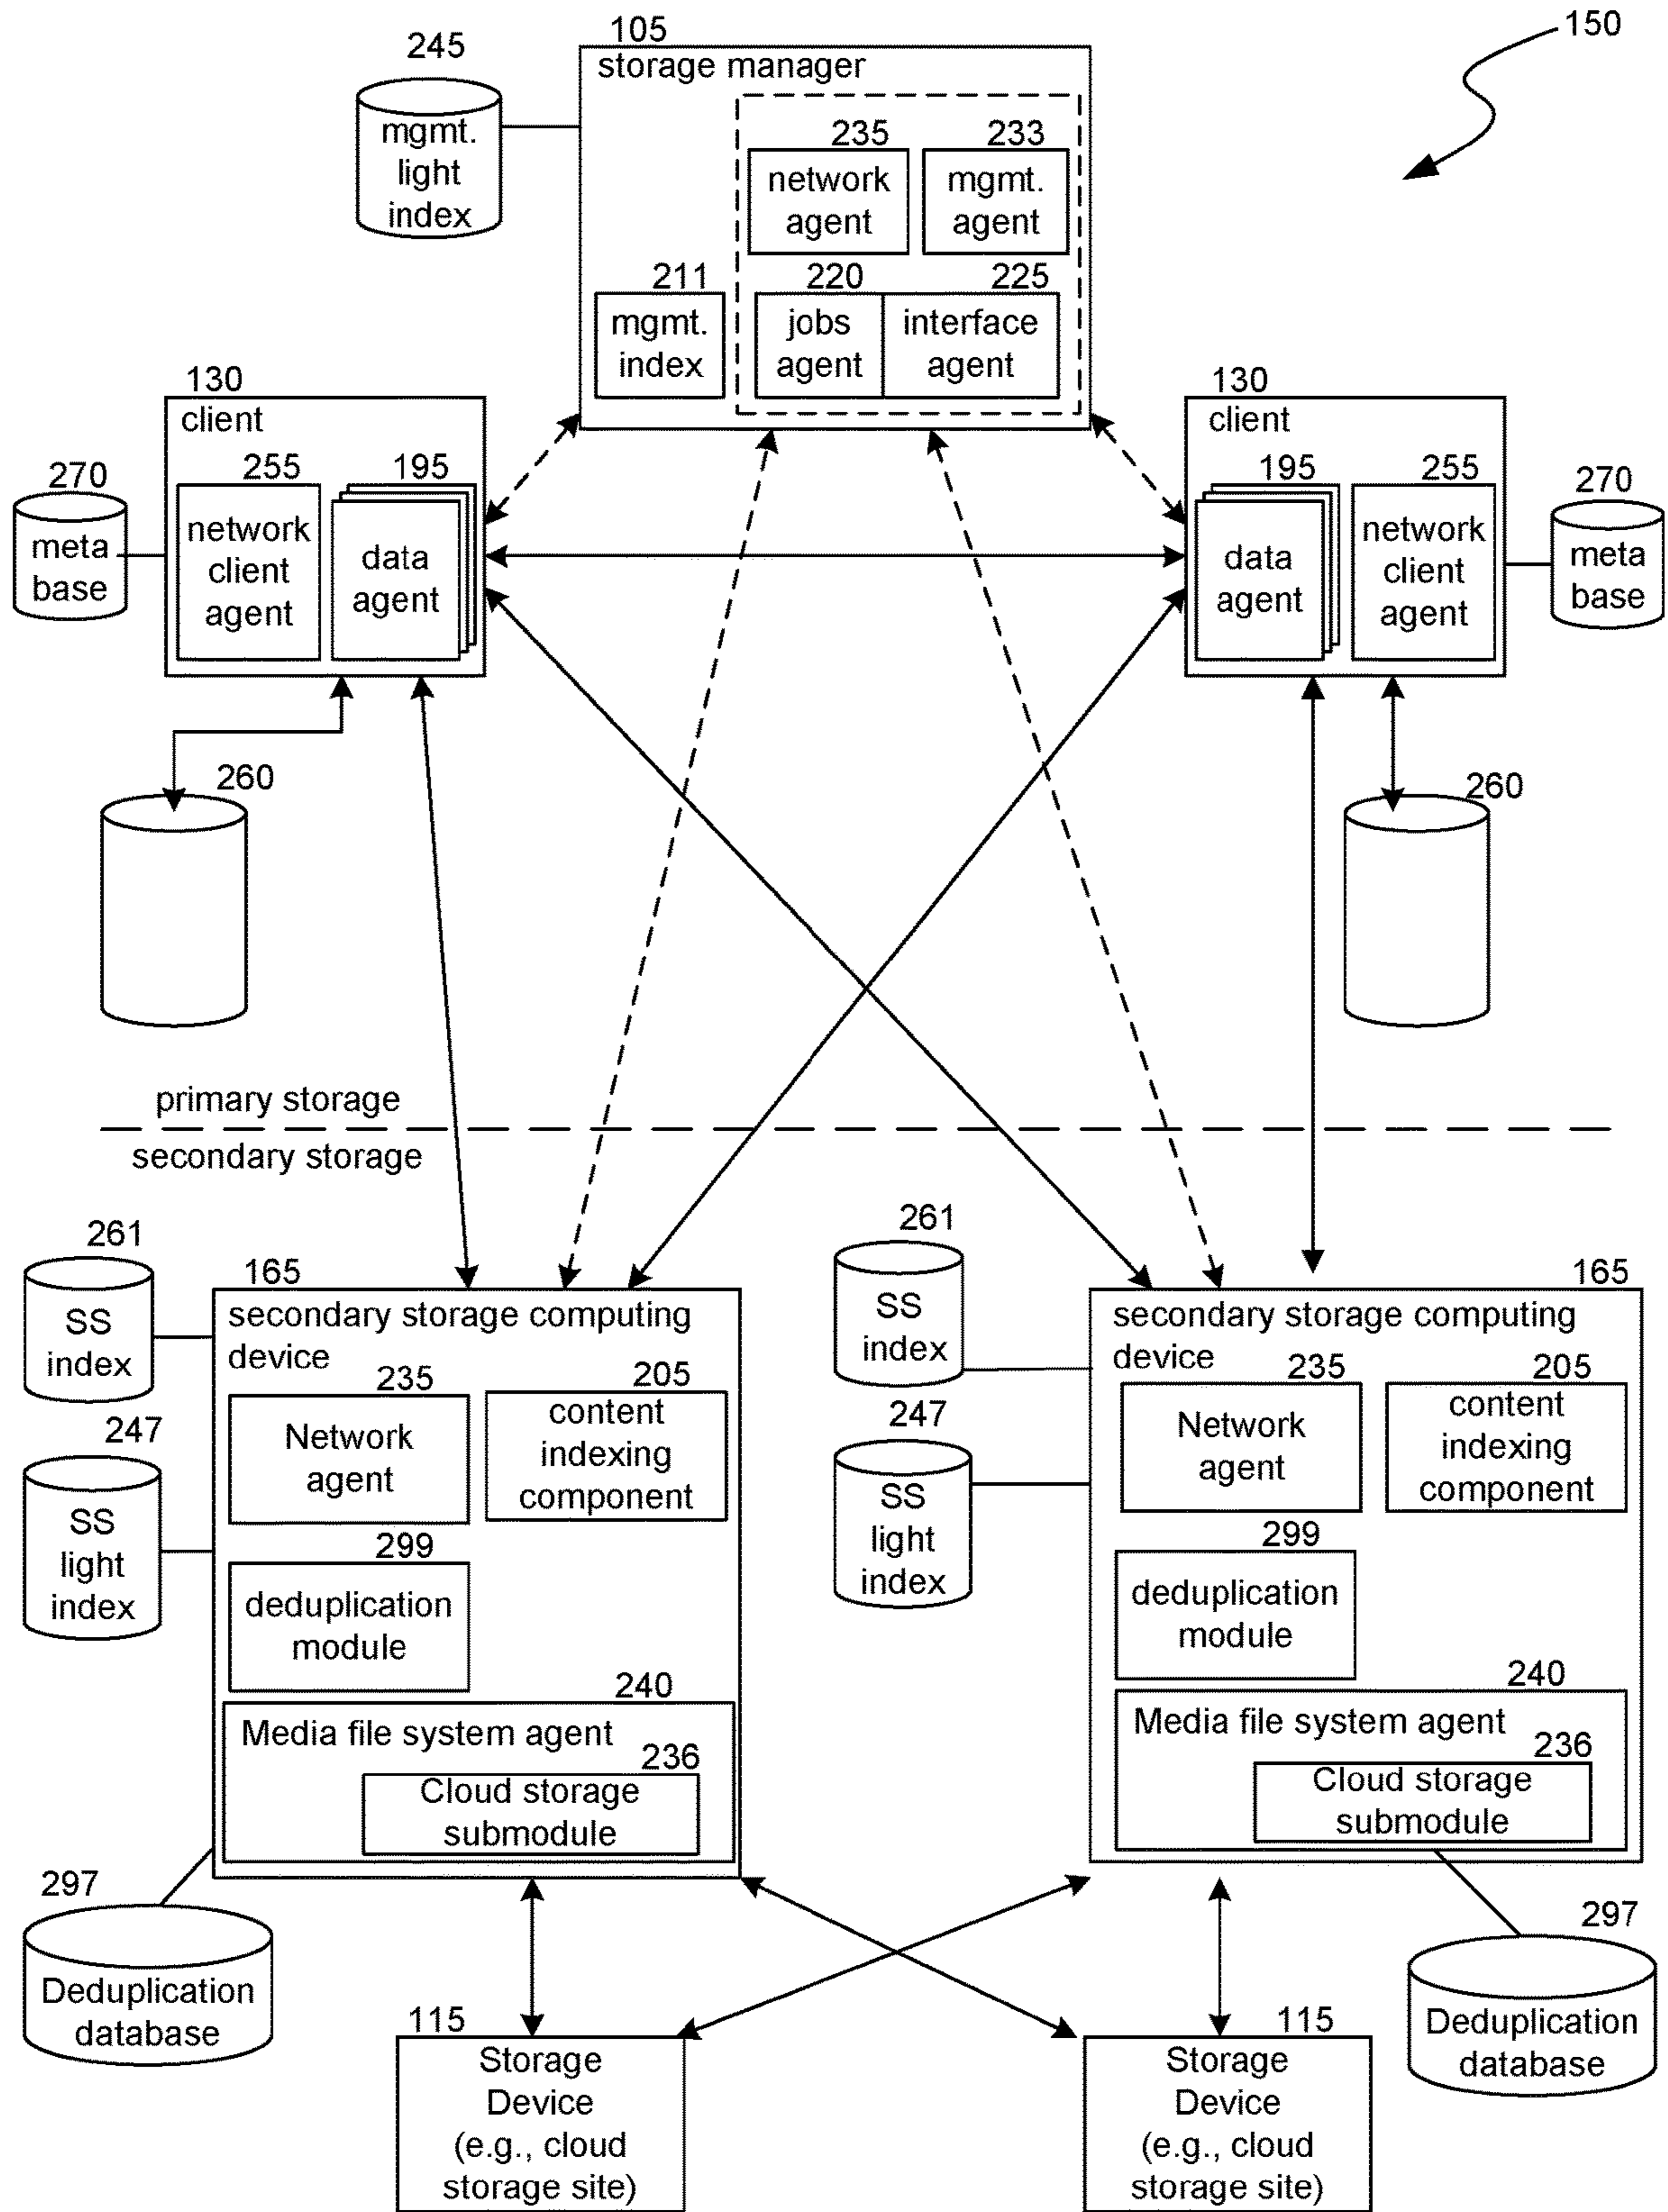 150
105
storage manager
245
mgmt.
light
index
235
network
agent
233
mgmt.
agent
211
mgmt.
index
220
jobs
agent
225
interface
agent
130
client
270
meta
base
255
network
client
agent
195
data
agent
130
client
195
data
agent
255
network
client
agent
270
meta
base
260
260
primary storage
secondary storage
261
SS
index
247
SS
light
index
165
secondary storage computing
device
235
Network
agent
205
content
indexing
component
299
deduplication
module
240
Media file system agent
236
Cloud storage
submodule
297
Deduplication
database
261
SS
index
247
SS
light
index
165
secondary storage computing
device
235
Network
agent
205
content
indexing
component
299
deduplication
module
240
Media file system agent
236
Cloud storage
submodule
297
Deduplication
database
115
Storage
Device
(e.g., cloud
storage site)
115
Storage
Device
(e.g., cloud
storage site)